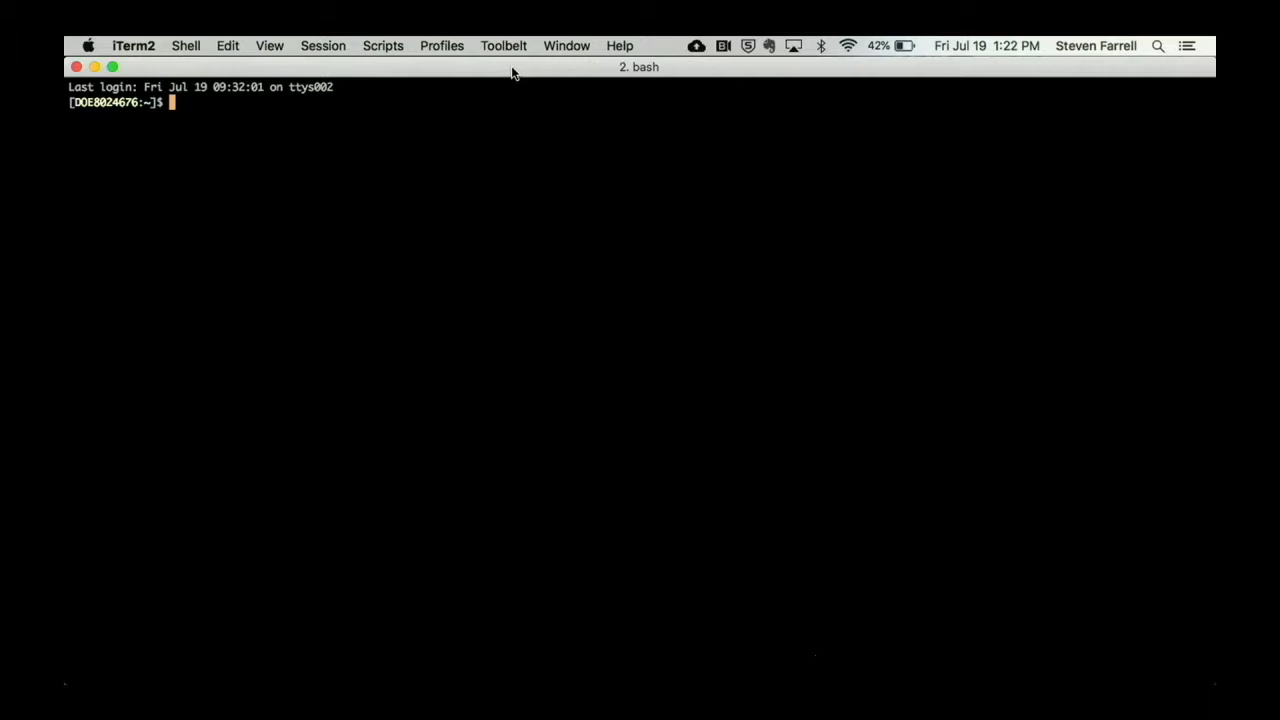 iTerm2 Shell Edit View Session Scripts Profiles Toolbelt Window Help 42% Fri Jul 19 1:22 PM Steven Farrell
2. bash
Last login: Fri Jul 19 09:32:01 on ttys002
[DOE8024676:~]$